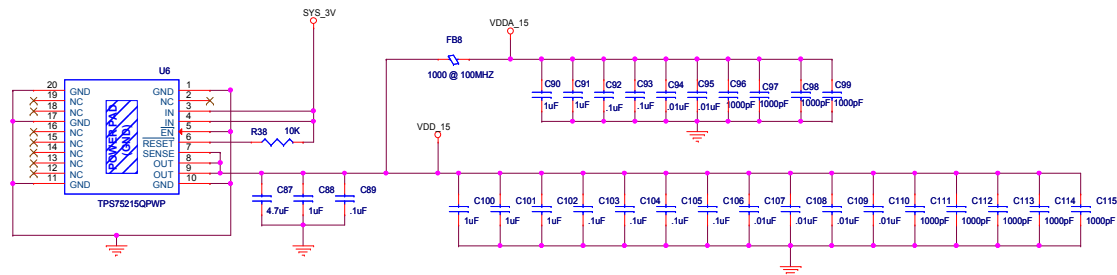 SYS_3V
VDDA_15
FB8
1000 @ 100MHZ
U6
20 GND GND 1
19 NC NC 2
18 NC IN 3
17 GND IN 4
16 NC EN 5
15 NC RESET 6
14 NC SENSE 7
13 NC OUT 8
12 NC OUT 9
11 GND GND 10
POWER PAD
(GND)
TPS75215QPWP
R38 10K
VDD_15
C90 C91 C92 C93 C94 C95 C96 C97 C98 C99
1uF 1uF .1uF .1uF .01uF .01uF 1000pF 1000pF 1000pF 1000pF
C87 C88 C89
4.7uF 1uF .1uF
C100 C101 C102 C103 C104 C105 C106 C107 C108 C109 C110 C111 C112 C113 C114 C115
1uF 1uF 1uF .1uF .1uF .1uF .1uF .01uF .01uF .01uF .01uF 1000pF 1000pF 1000pF 1000pF 1000pF